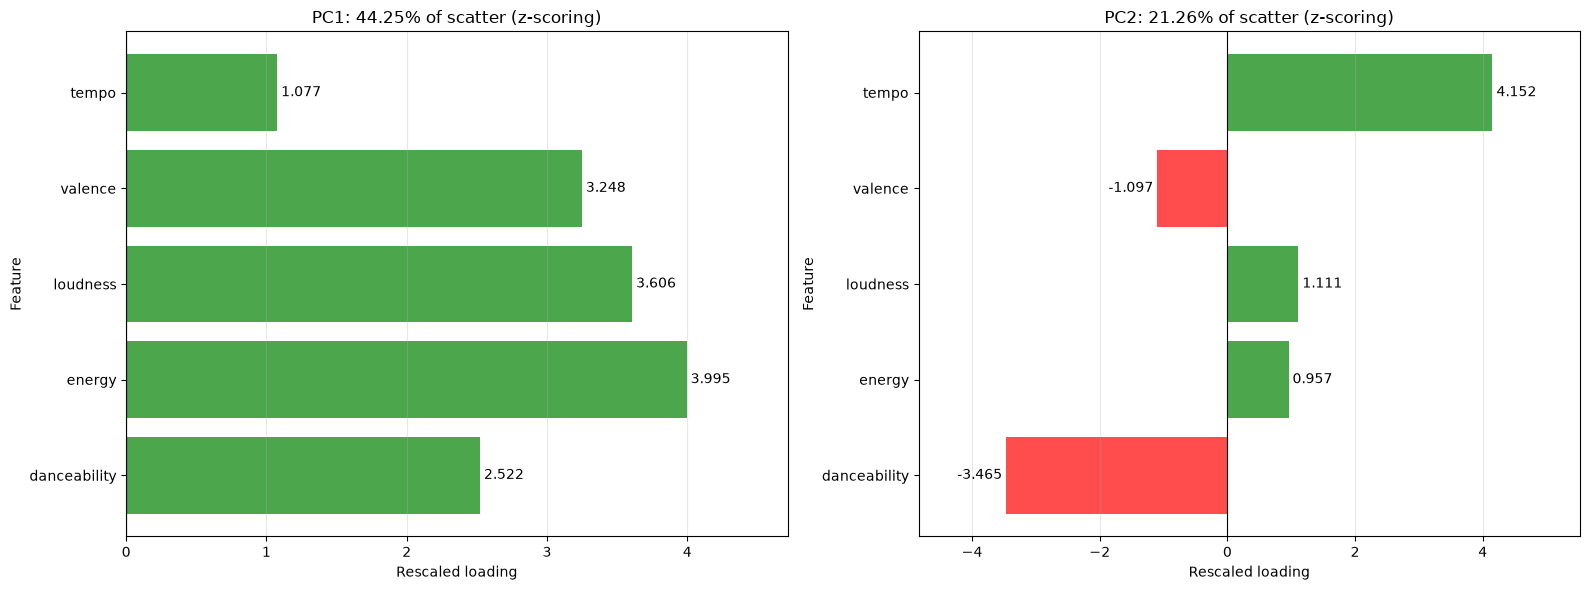 PC1: 44.25% of scatter (z-scoring)
Feature
tempo
1.077
valence
3.248
loudness
3.606
energy
3.995
danceability
2.522
0 1 2 3 4
Rescaled loading
PC2: 21.26% of scatter (z-scoring)
Feature
tempo
4.152
valence
-1.097
loudness
1.111
energy
0.957
danceability
-3.465
−4 −2 0 2 4
Rescaled loading